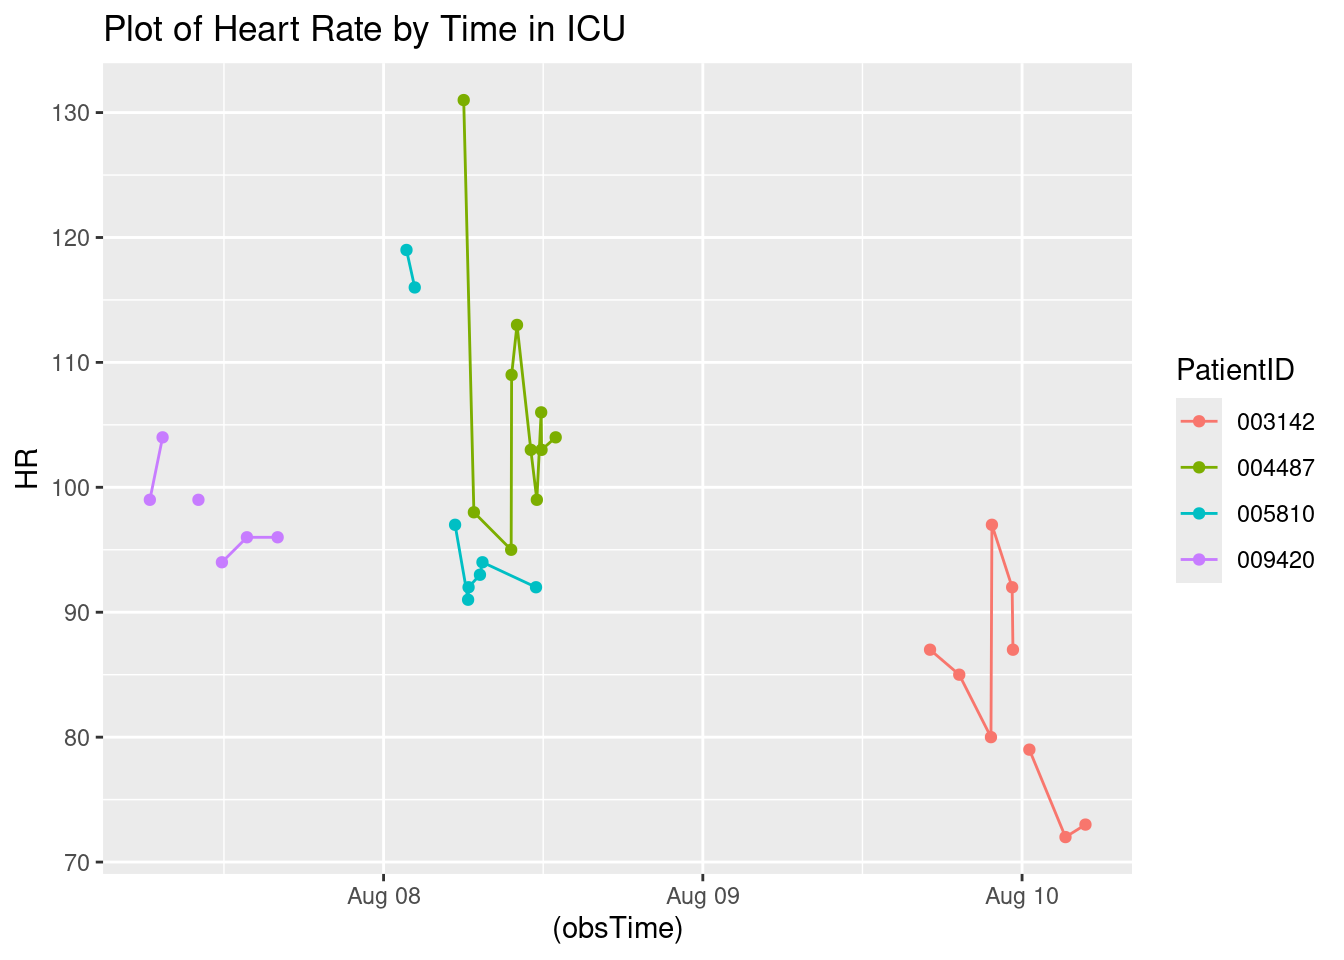 Plot of Heart Rate by Time in ICU
130
120
110
100
90
80
70
HR
Aug 08
Aug 09
Aug 10
(obsTime)
PatientID
003142
004487
005810
009420